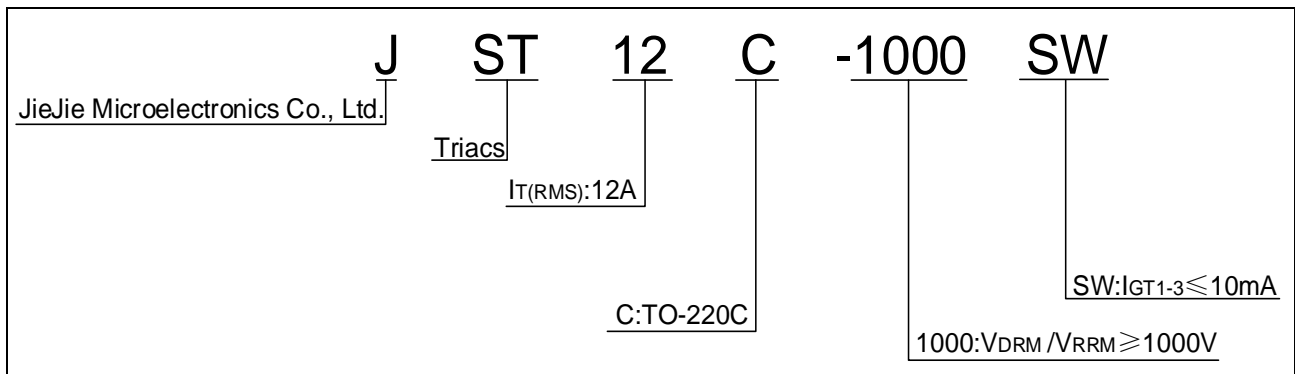 J ST 12 C -1000 SW
JieJie Microelectronics Co., Ltd.
Triacs
IT(RMS):12A
SW:IGT1-3≤10mA
C:TO-220C
1000:VDRM /VRRM≥1000V